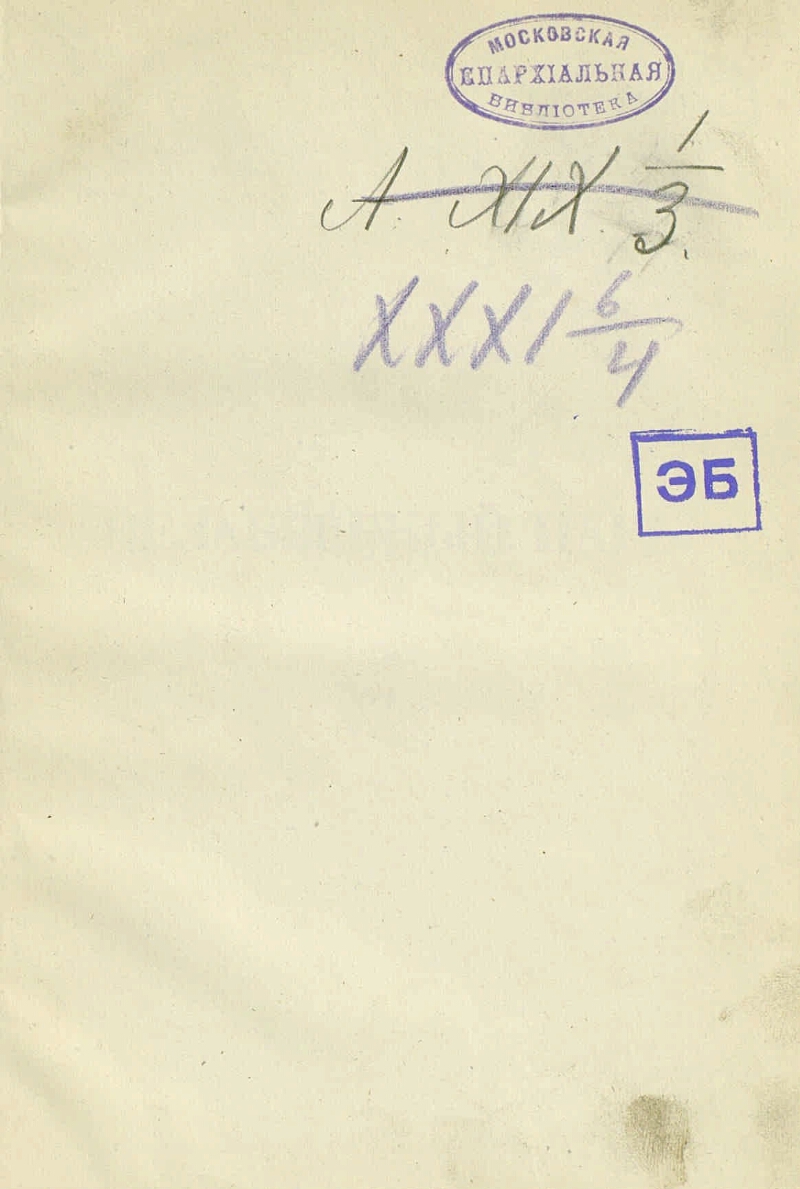 МОСКОВСКАЯ
ЕПАРХІАЛЬНАЯ
БИБЛІОТЕКА
А. XIX 1/3.
XXXI 6/4
ЭБ